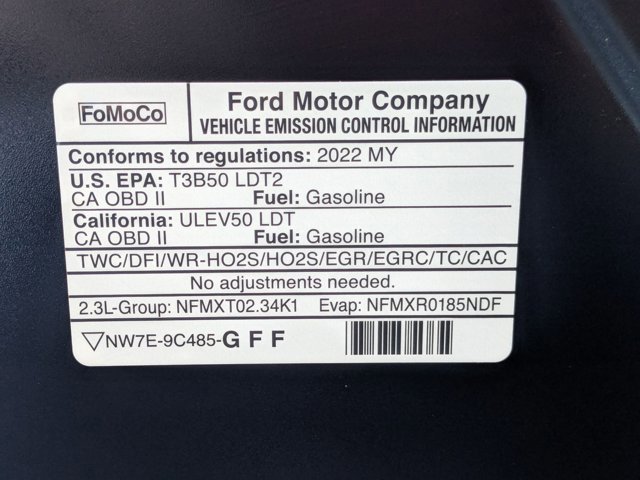 FoMoCo
Ford Motor Company
VEHICLE EMISSION CONTROL INFORMATION
Conforms to regulations: 2022 MY
U.S. EPA: T3B50 LDT2
CA OBD II Fuel: Gasoline
California: ULEV50 LDT
CA OBD II Fuel: Gasoline
TWC/DFI/WR-HO2S/HO2S/EGR/EGRC/TC/CAC
No adjustments needed.
2.3L-Group: NFMXT02.34K1 Evap: NFMXR0185NDF
▽NW7E-9C485-G F F